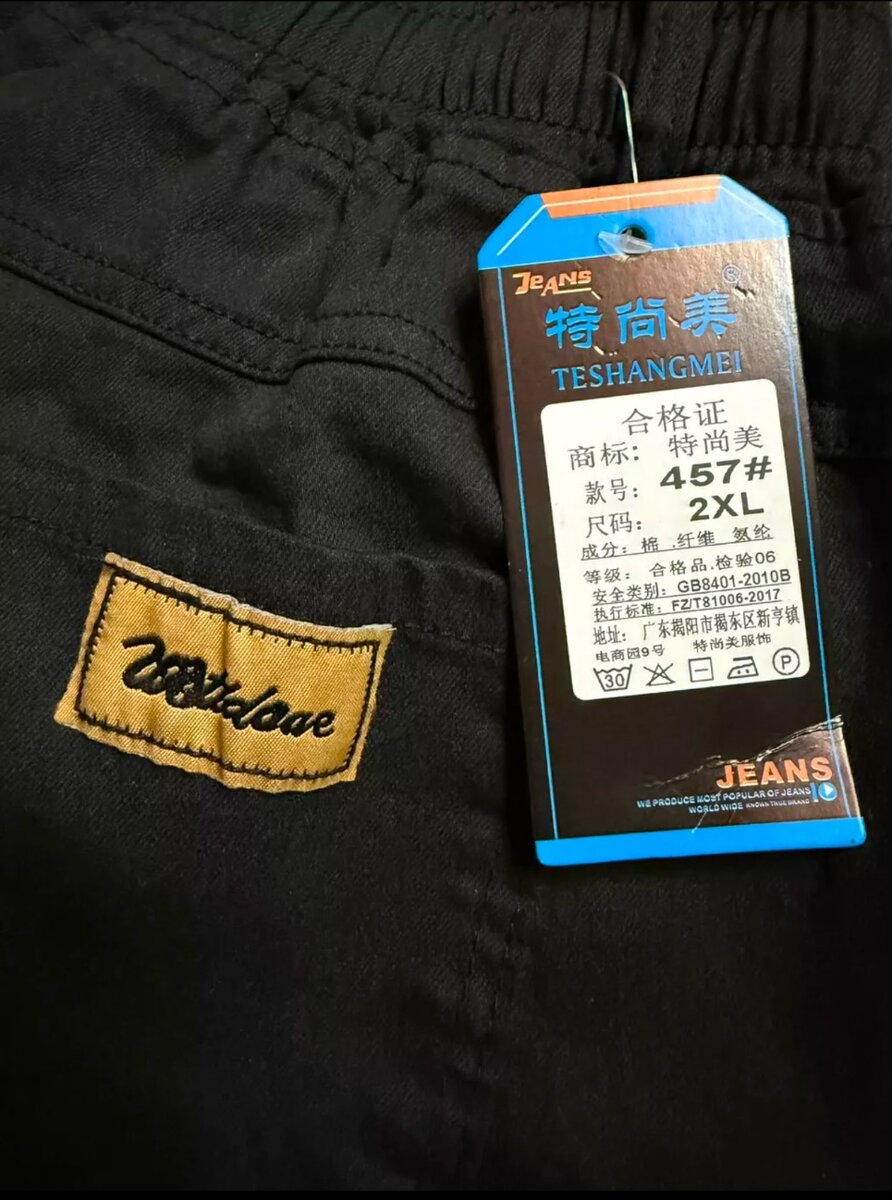 JEANS
特尚美®
TESHANGMEI
合格证
商标: 特尚美
款号: 457#
尺码: 2XL
成分: 棉.纤维 氨纶
等级: 合格品.检验06
安全类别: GB8401-2010B
执行标准: FZ/T81006-2017
地址: 广东揭阳市揭东区新亨镇
电商园9号 特尚美服饰
30 P
JEANS
WE PRODUCE MOST POPULAR OF JEANS
WORLD WIDE KNOWN TRUE BRAND